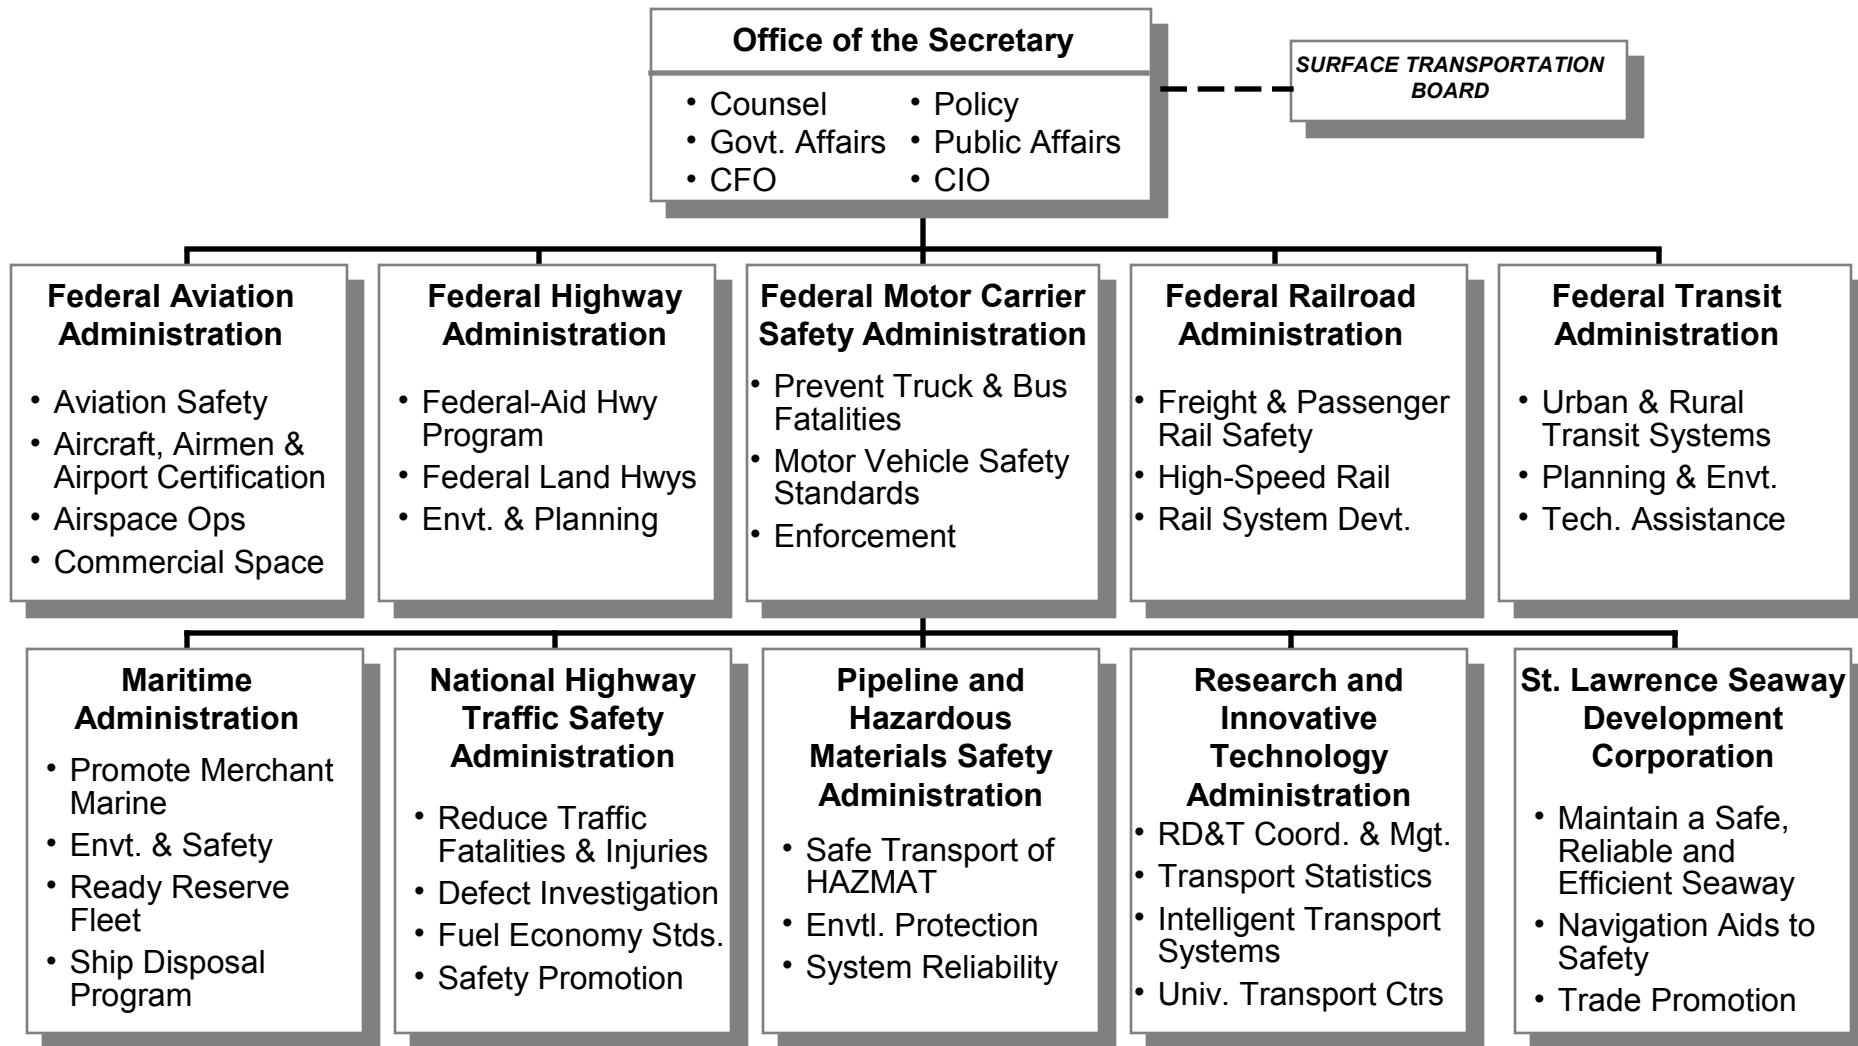 Office of the Secretary
• Counsel
• Govt. Affairs
• CFO
• Policy
• Public Affairs
• CIO
SURFACE TRANSPORTATION
BOARD
Federal Aviation
Administration
• Aviation Safety
• Aircraft, Airmen &
Airport Certification
• Airspace Ops
• Commercial Space
Federal Highway
Administration
• Federal-Aid Hwy
Program
• Federal Land Hwys
• Envt. & Planning
Federal Motor Carrier
Safety Administration
• Prevent Truck & Bus
Fatalities
• Motor Vehicle Safety
Standards
• Enforcement
Federal Railroad
Administration
• Freight & Passenger
Rail Safety
• High-Speed Rail
• Rail System Devt.
Federal Transit
Administration
• Urban & Rural
Transit Systems
• Planning & Envt.
• Tech. Assistance
Maritime
Administration
• Promote Merchant
Marine
• Envt. & Safety
• Ready Reserve
Fleet
• Ship Disposal
Program
National Highway
Traffic Safety
Administration
• Reduce Traffic
Fatalities & Injuries
• Defect Investigation
• Fuel Economy Stds.
• Safety Promotion
Pipeline and
Hazardous
Materials Safety
Administration
• Safe Transport of
HAZMAT
• Envtl. Protection
• System Reliability
Research and
Innovative
Technology
Administration
• RD&T Coord. & Mgt.
• Transport Statistics
• Intelligent Transport
Systems
• Univ. Transport Ctrs
St. Lawrence Seaway
Development
Corporation
• Maintain a Safe,
Reliable and
Efficient Seaway
• Navigation Aids to
Safety
• Trade Promotion